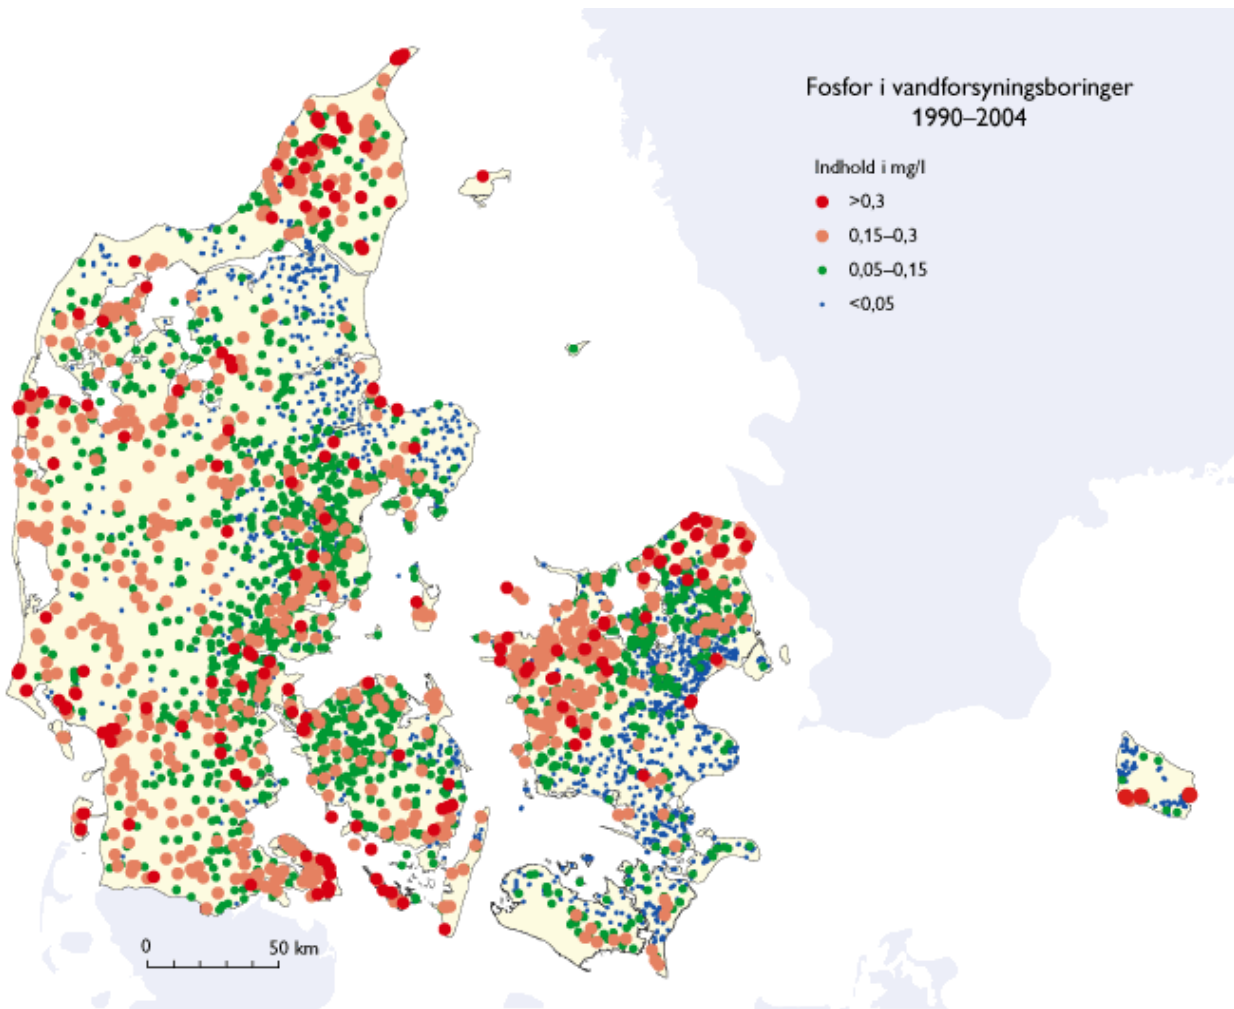 Fosfor i vandforsyningsboringer
1990–2004
Indhold i mg/l
>0,3
0,15–0,3
0,05–0,15
<0,05
0 50 km